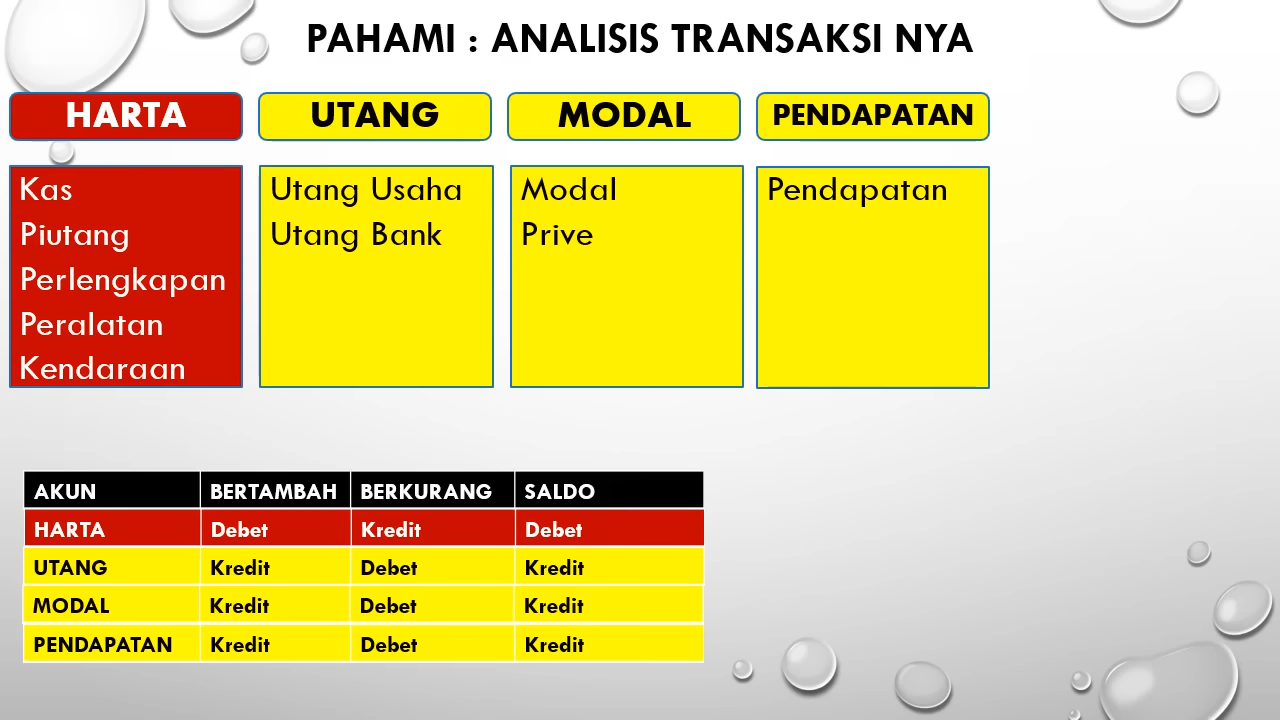 PAHAMI : ANALISIS TRANSAKSI NYA
HARTA
UTANG
MODAL
PENDAPATAN
Kas
Piutang
Perlengkapan
Peralatan
Kendaraan
Utang Usaha
Utang Bank
Modal
Prive
Pendapatan
AKUN BERTAMBAH BERKURANG SALDO
HARTA Debet Kredit Debet
UTANG Kredit Debet Kredit
MODAL Kredit Debet Kredit
PENDAPATAN Kredit Debet Kredit